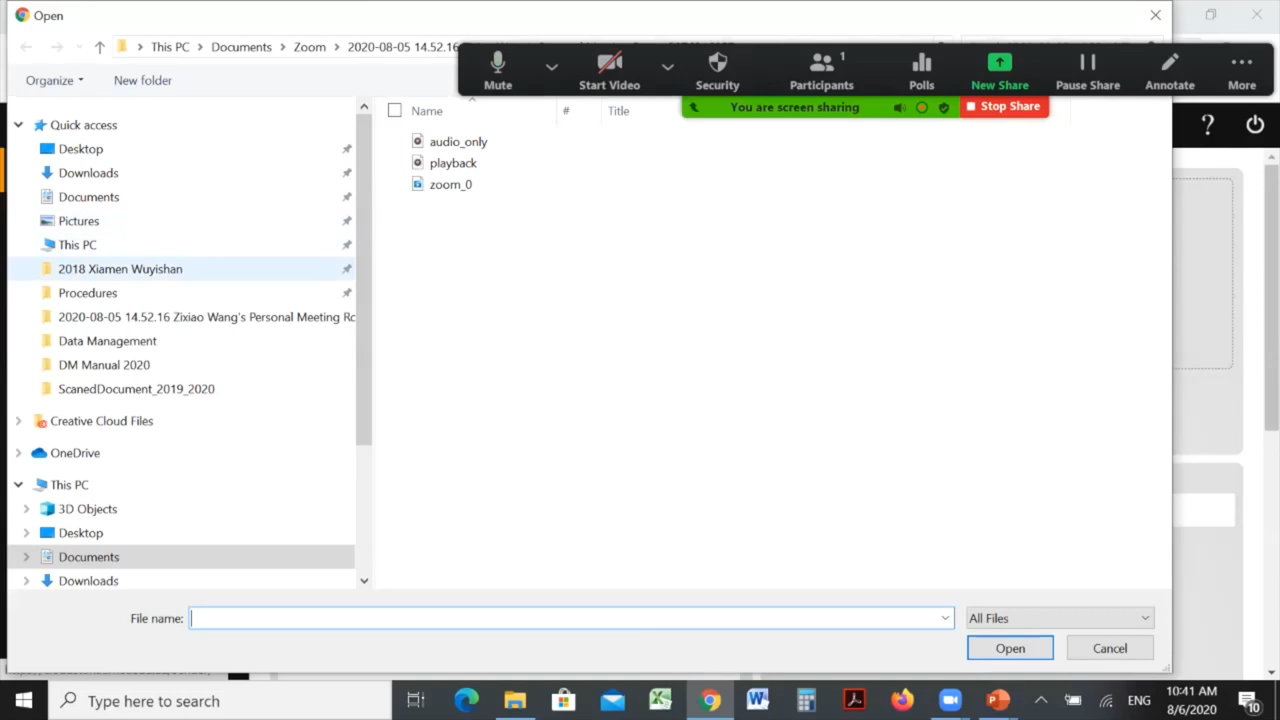 Open
This PC > Documents > Zoom > 2020-08-05 14.52.16
Mute
Start Video
Security
Participants 1
Polls
New Share
Pause Share
Annotate
More
You are screen sharing
Stop Share
Organize
New folder
Name
#
Title
Quick access
Desktop
Downloads
Documents
Pictures
This PC
2018 Xiamen Wuyishan
Procedures
2020-08-05 14.52.16 Zixiao Wang's Personal Meeting Rc
Data Management
DM Manual 2020
ScanedDocument_2019_2020
Creative Cloud Files
OneDrive
This PC
3D Objects
Desktop
Documents
Downloads
audio_only
playback
zoom_0
File name:
All Files
Open
Cancel
Type here to search
ENG
10:41 AM
8/6/2020
10